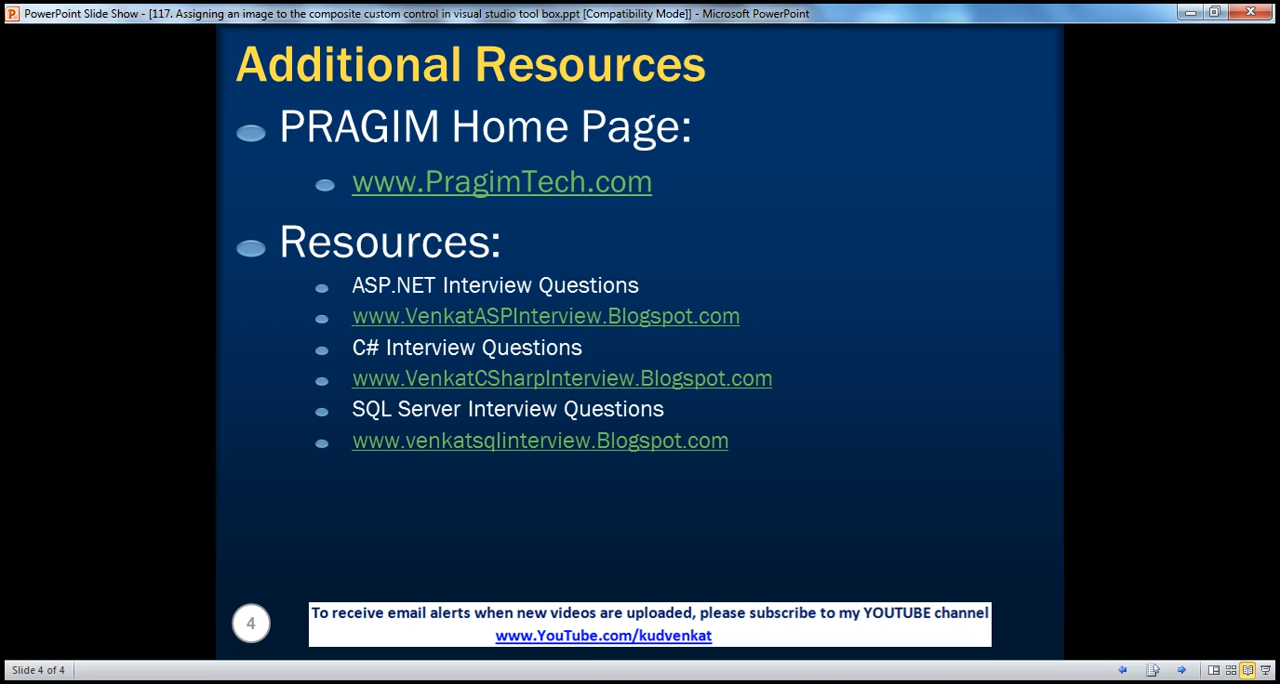 PowerPoint Slide Show - [117. Assigning an image to the composite custom control in visual studio tool box.ppt [Compatibility Mode]] - Microsoft PowerPoint
Additional Resources
PRAGIM Home Page:
www.PragimTech.com
Resources:
ASP.NET Interview Questions
www.VenkatASPInterview.Blogspot.com
C# Interview Questions
www.VenkatCSharpInterview.Blogspot.com
SQL Server Interview Questions
www.venkatsqlinterview.Blogspot.com
4
To receive email alerts when new videos are uploaded, please subscribe to my YOUTUBE channel
www.YouTube.com/kudvenkat
Slide 4 of 4